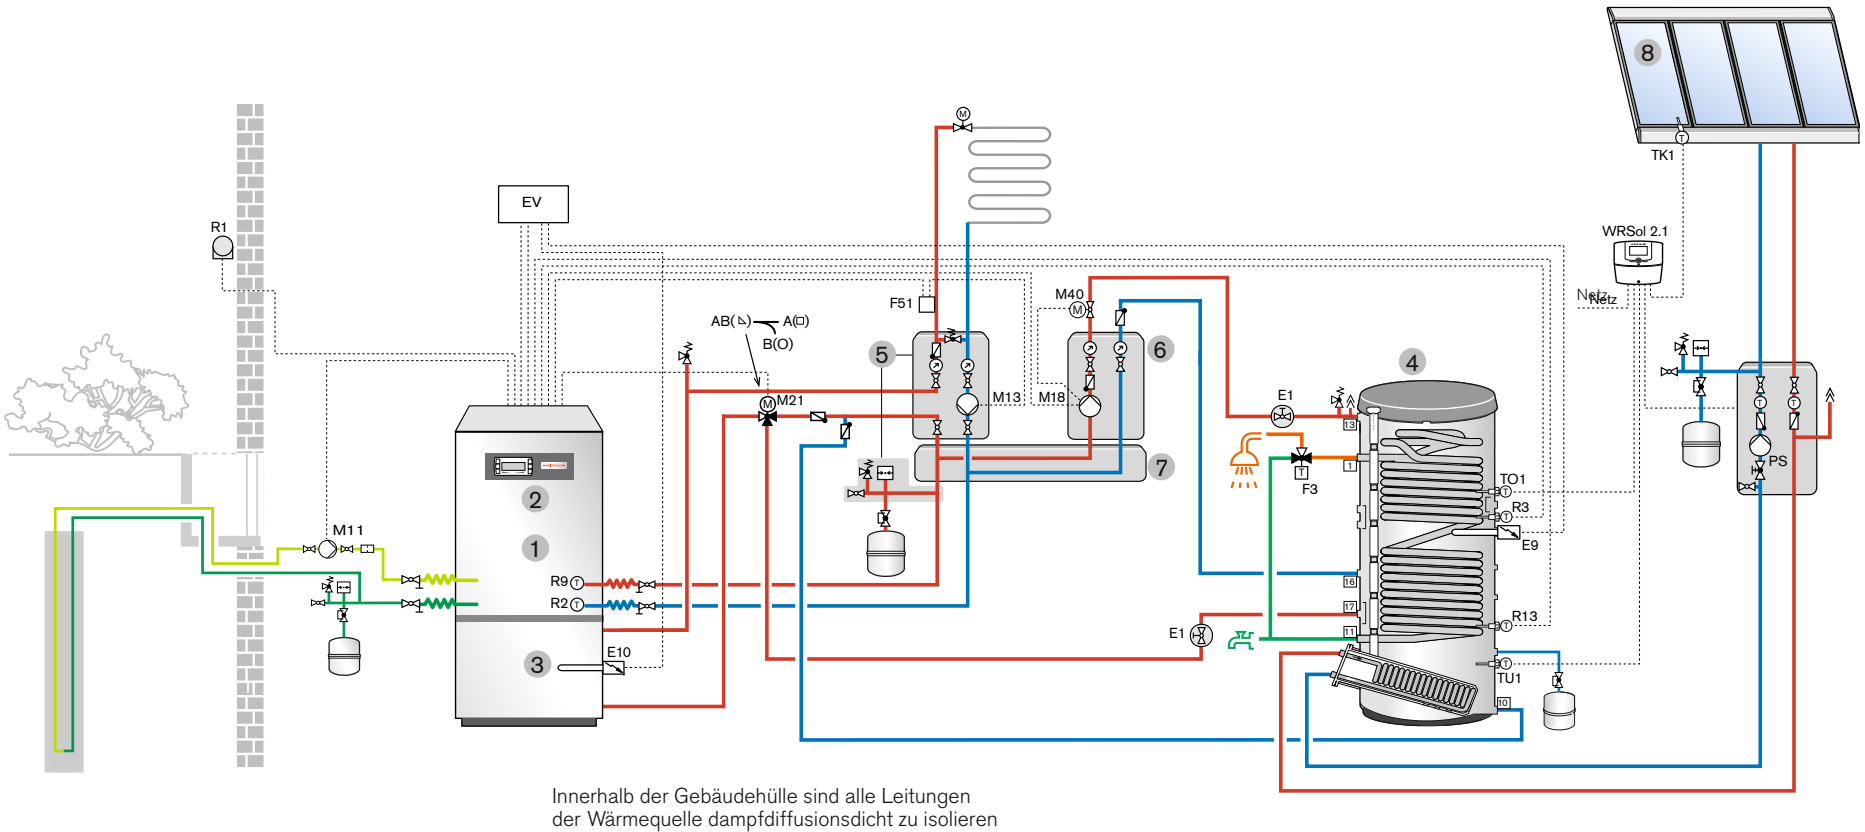 8
TK1
M
EV
R1
WRSol 2.1
Netz
Netz
F51
M40
M
AB( ) A( )
B(O)
5
6
4
M
M21
M13
M18
E1
13
7
1
F3
T
PS
TO1
T
R3
T
E9
2
1
M11
R9
T
R2
T
16
17
11
E1
R13
T
3
E10
TU1
T
10
Innerhalb der Gebäudehülle sind alle Leitungen
der Wärmequelle dampfdiffusionsdicht zu isolieren